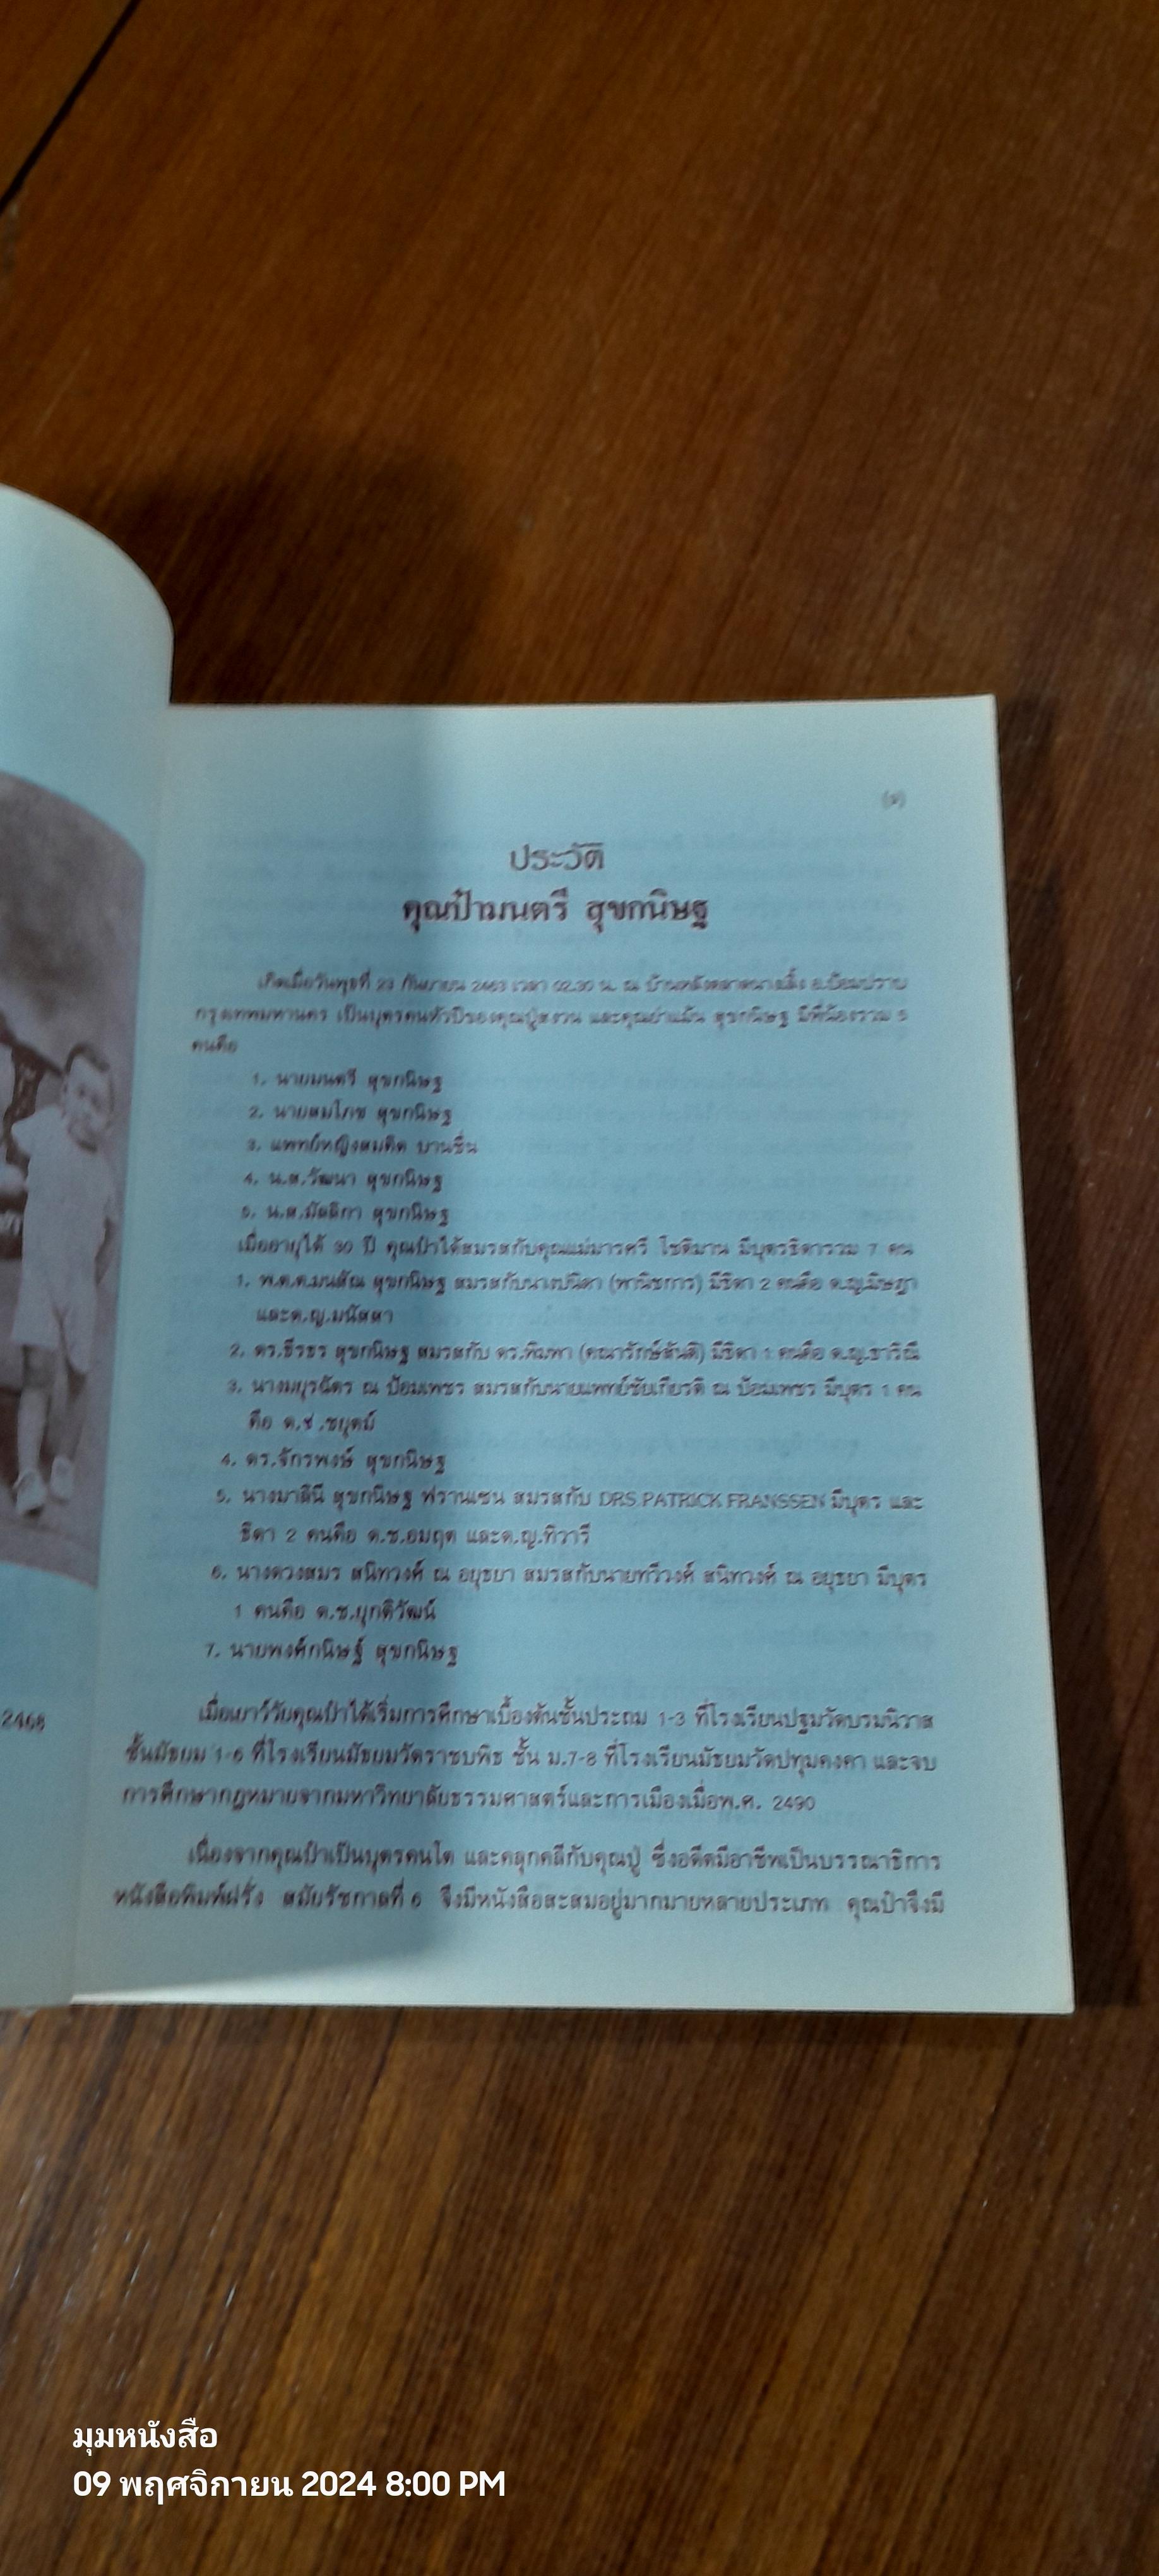 ประวัติ
คุณป๋ามนตรี สุขกนิษฐ
เกิดเมื่อวันพุธที่ 23 กันยายน 2463 เวลา 02.30 น. ณ บ้านหลังตลาดนางเลิ้ง อ.ป้อมปราบ
กรุงเทพมหานคร เป็นบุตรคนหัวปีของคุณปู่สงวน และคุณย่าแม้น สุขกนิษฐ มีพี่น้องรวม 5
คนคือ
1. นายมนตรี สุขกนิษฐ
2. นายสมโภช สุขกนิษฐ
3. แพทย์หญิงสมคิด บานชื่น
4. น.ส.วัฒนา สุขกนิษฐ
5. น.ส.มัลลิกา สุขกนิษฐ
เมื่ออายุได้ 30 ปี คุณป๋าได้สมรสกับคุณแม่มารศรี โชติมาน มีบุตรธิดารวม 7 คน
1. พ.ต.ต.มนสัณ สุขกนิษฐ สมรสกับนางปนิดา (พานิชการ) มีธิดา 2 คนคือ ด.ญ.มิษฎา
และด.ญ.มนัสสา
2. ดร.ธีรธร สุขกนิษฐ สมรสกับ ดร.พิมพา (คณารักษ์สันติ) มีธิดา 1 คนคือ ด.ญ.ธาริณี
3. นางมยุรฉัตร ณ ป้อมเพชร สมรสกับนายแพทย์ชัยเกียรติ ณ ป้อมเพชร มีบุตร 1 คน
คือ ด.ช.ชยุตม์
4. ดร.จักรพงษ์ สุขกนิษฐ
5. นางมาลินี สุขกนิษฐ ฟรานเซน สมรสกับ DRS.PATRICK FRANSSEN มีบุตร และ
ธิดา 2 คนคือ ด.ช.อมฤต และด.ญ.ทิวารี
6. นางดวงสมร สนิทวงศ์ ณ อยุธยา สมรสกับนายทวีวงศ์ สนิทวงศ์ ณ อยุธยา มีบุตร
1 คนคือ ด.ช.ยุกติวัฒน์
7. นายพงศ์กนิษฐ์ สุขกนิษฐ
เมื่อเยาว์วัยคุณป๋าได้เริ่มการศึกษาเบื้องต้นชั้นประถม 1-3 ที่โรงเรียนปฐมวัดบรมนิวาส
ชั้นมัธยม 1-6 ที่โรงเรียนมัธยมวัดราชบพิธ ชั้น ม.7-8 ที่โรงเรียนมัธยมวัดปทุมคงคา และจบ
การศึกษากฎหมายจากมหาวิทยาลัยธรรมศาสตร์และการเมืองเมื่อพ.ศ. 2490
เนื่องจากคุณป๋าเป็นบุตรคนโต และคลุกคลีกับคุณปู่ ซึ่งอดีตมีอาชีพเป็นบรรณาธิการ
หนังสือพิมพ์ฝรั่ง สมัยรัชกาลที่ 6 จึงมีหนังสือสะสมอยู่มากมายหลายประเภท คุณป๋าจึงมี
2466
มุมหนังสือ
09 พฤศจิกายน 2024 8:00 PM